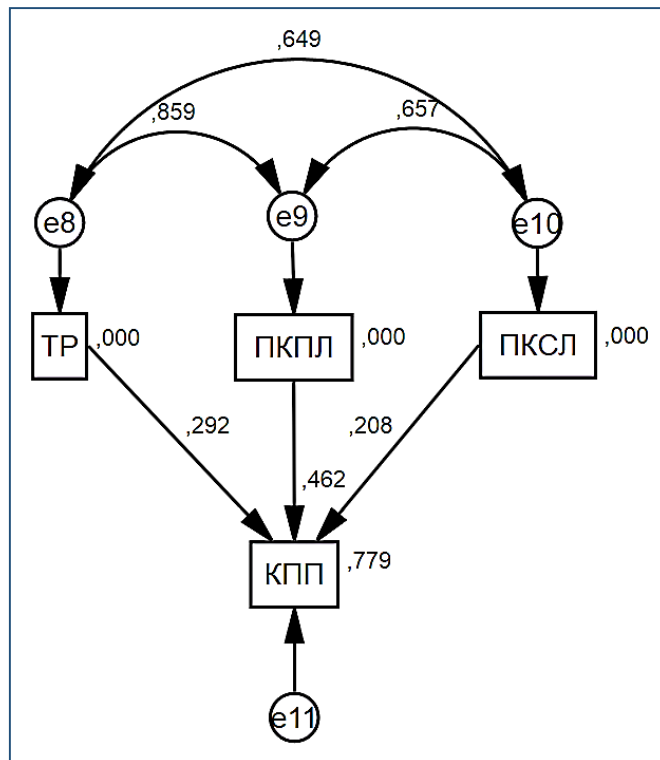 ,649
,859
,657
e8
e9
e10
ТР
,000
ПКПЛ
,000
ПКСЛ
,000
,292
,208
,462
КПП
,779
e11